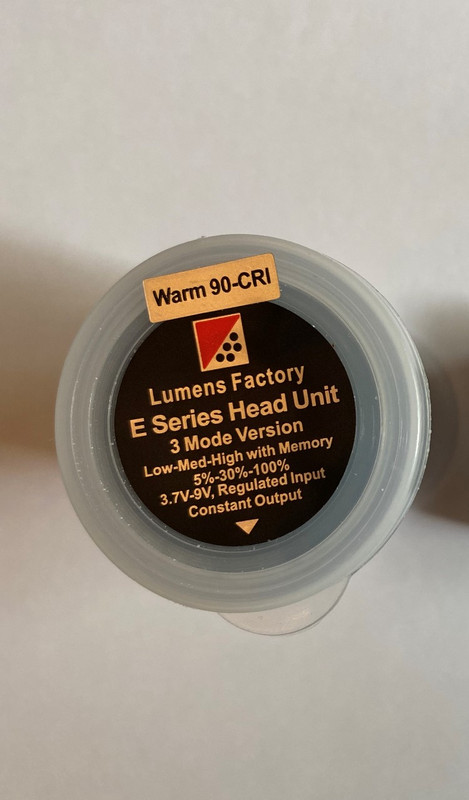 Warm 90-CRI
Lumens Factory
E Series Head Unit
3 Mode Version
Low-Med-High with Memory
5%-30%-100%
3.7V-9V, Regulated Input
Constant Output